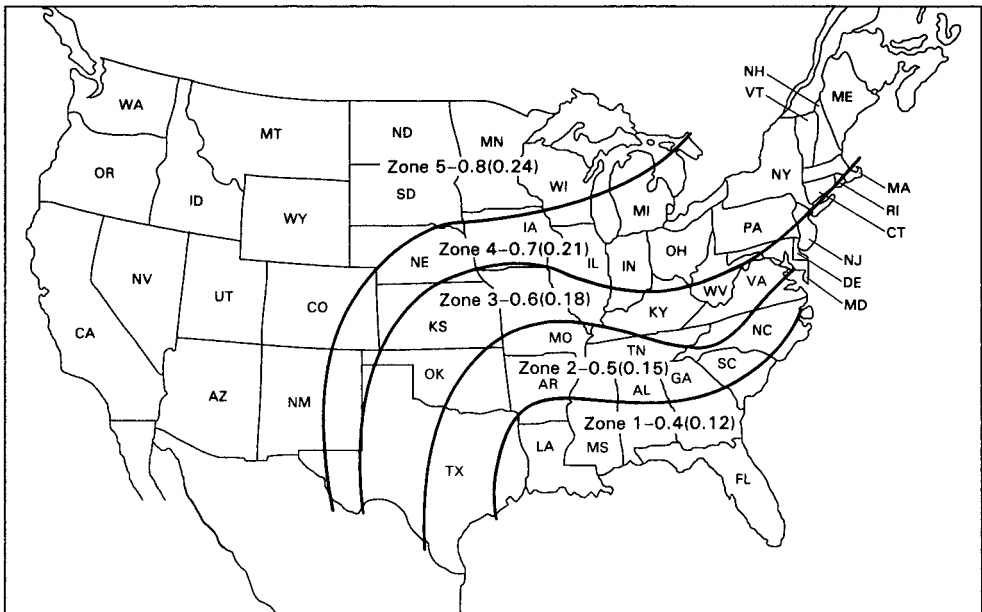 NH
VT
ME
WA
MT
ND
MN
OR
Zone 5–0.8(0.24)
ID
WY
SD
WI
MI
NY
MA
RI
CT
IA
PA
NV
UT
CO
NE
Zone 4–0.7(0.21)
IL
IN
OH
NJ
DE
MD
CA
Zone 3–0.6(0.18)
KS
WV
VA
KY
MO
NC
TN
AZ
NM
OK
Zone 2–0.5(0.15)
AR
AL
GA
SC
Zone 1–0.4(0.12)
TX
LA
MS
FL